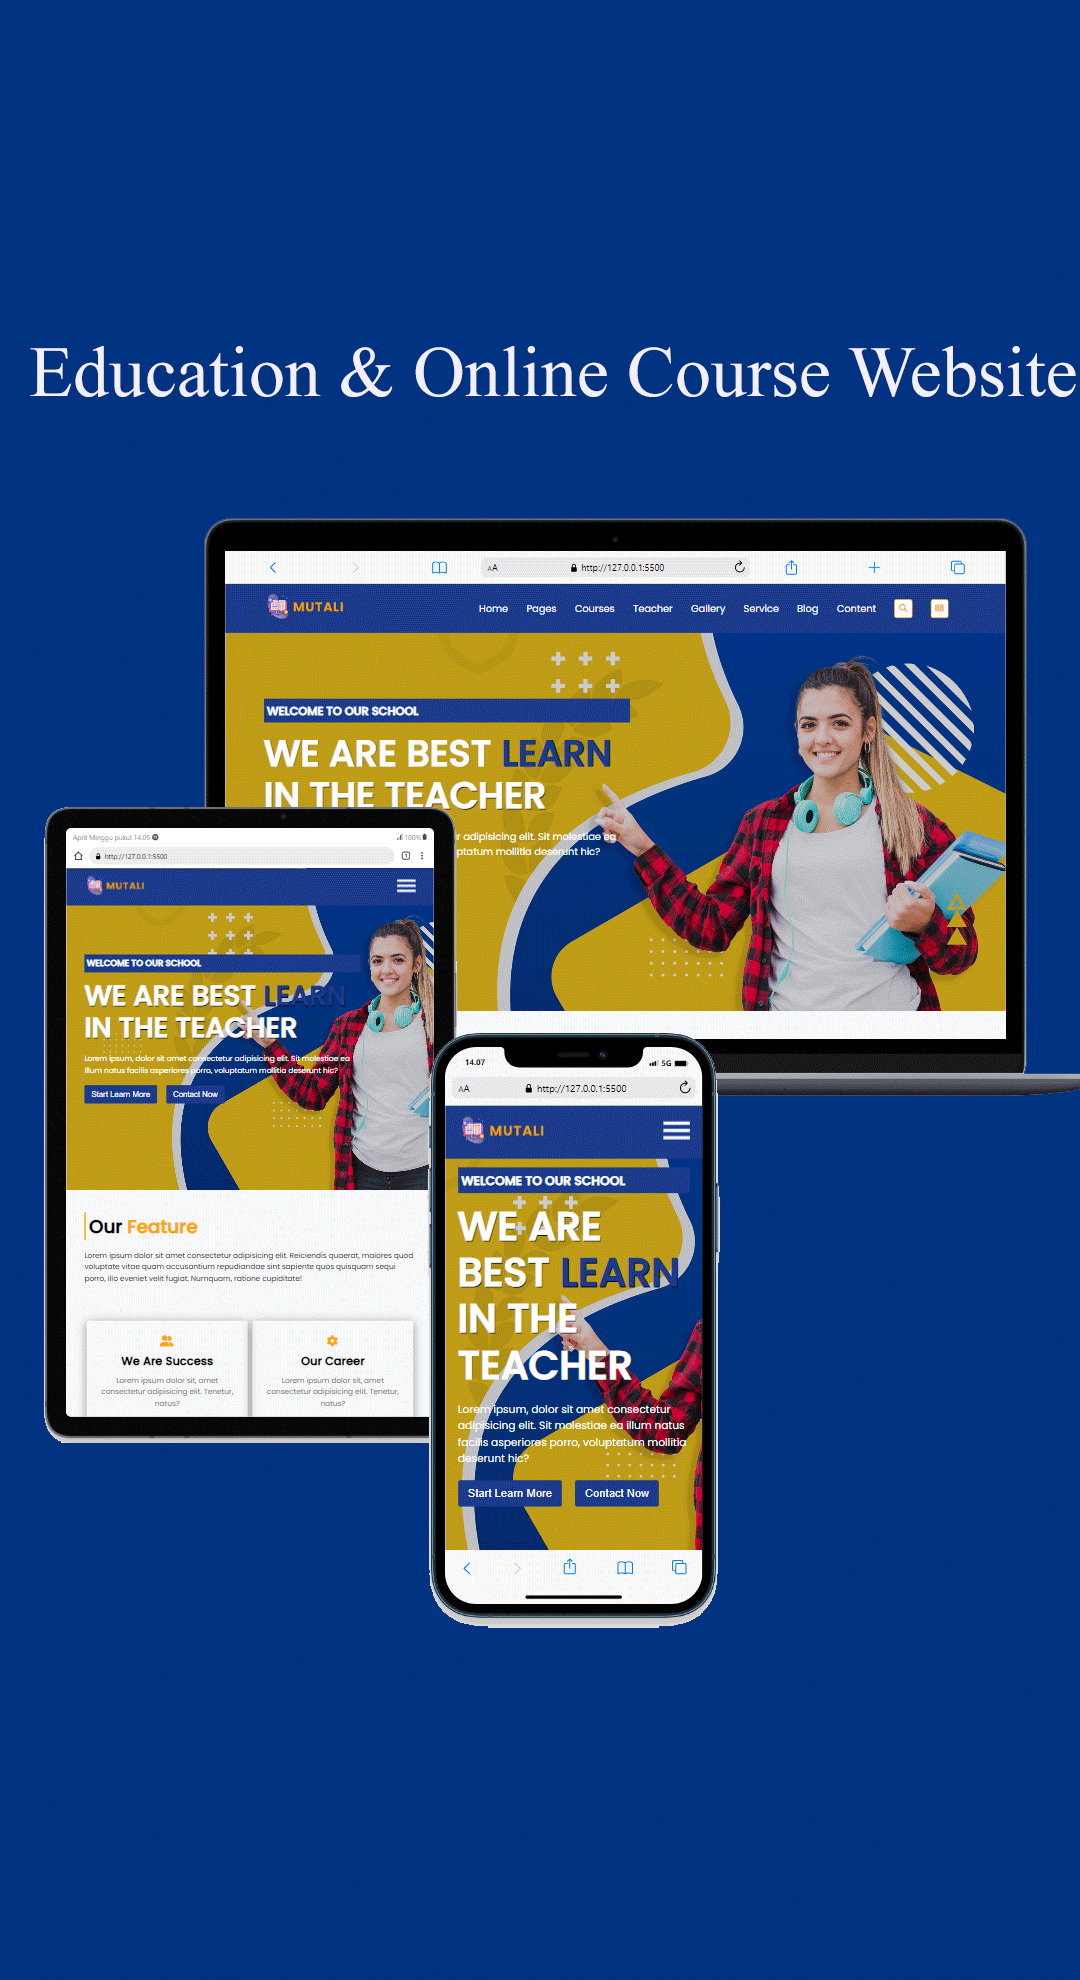 Education & Online Course Website
AA http://127.0.0.1:5500
MUTALI Home Pages Courses Teacher Gallery Service Blog Content
WELCOME TO OUR SCHOOL
WE ARE BEST LEARN
IN THE TEACHER
r adipisicing elit. Sit molestiae ea
ptatum mollitia deserunt hic?
April Minggu pukul 14.05 100%
http://127.0.0.1:5500
MUTALI
WELCOME TO OUR SCHOOL
WE ARE BEST LEARN
IN THE TEACHER
Lorem ipsum, dolor sit amet consectetur adipisicing elit. Sit molestiae ea
illum natus facilis asperiores porro, voluptatum mollitia deserunt hic?
Start Learn More Contact Now
Our Feature
Lorem ipsum dolor sit amet consectetur adipisicing elit. Reiciendis quaerat, maiores quod
voluptate vitae quam accusantium repudiandae sint sapiente quos quisquam sequi
porro, illo eveniet velit fugiat. Numquam, ratione cupiditate!
We Are Success
Lorem ipsum dolor sit, amet
consectetur adipisicing elit. Tenetur,
natus?
Our Career
Lorem ipsum dolor sit, amet
consectetur adipisicing elit. Tenetur,
natus?
14.07 5G
AA http://127.0.0.1:5500
MUTALI
WELCOME TO OUR SCHOOL
WE ARE
BEST LEARN
IN THE
TEACHER
Lorem ipsum, dolor sit amet consectetur
adipisicing elit. Sit molestiae ea illum natus
facilis asperiores porro, voluptatum mollitia
deserunt hic?
Start Learn More Contact Now